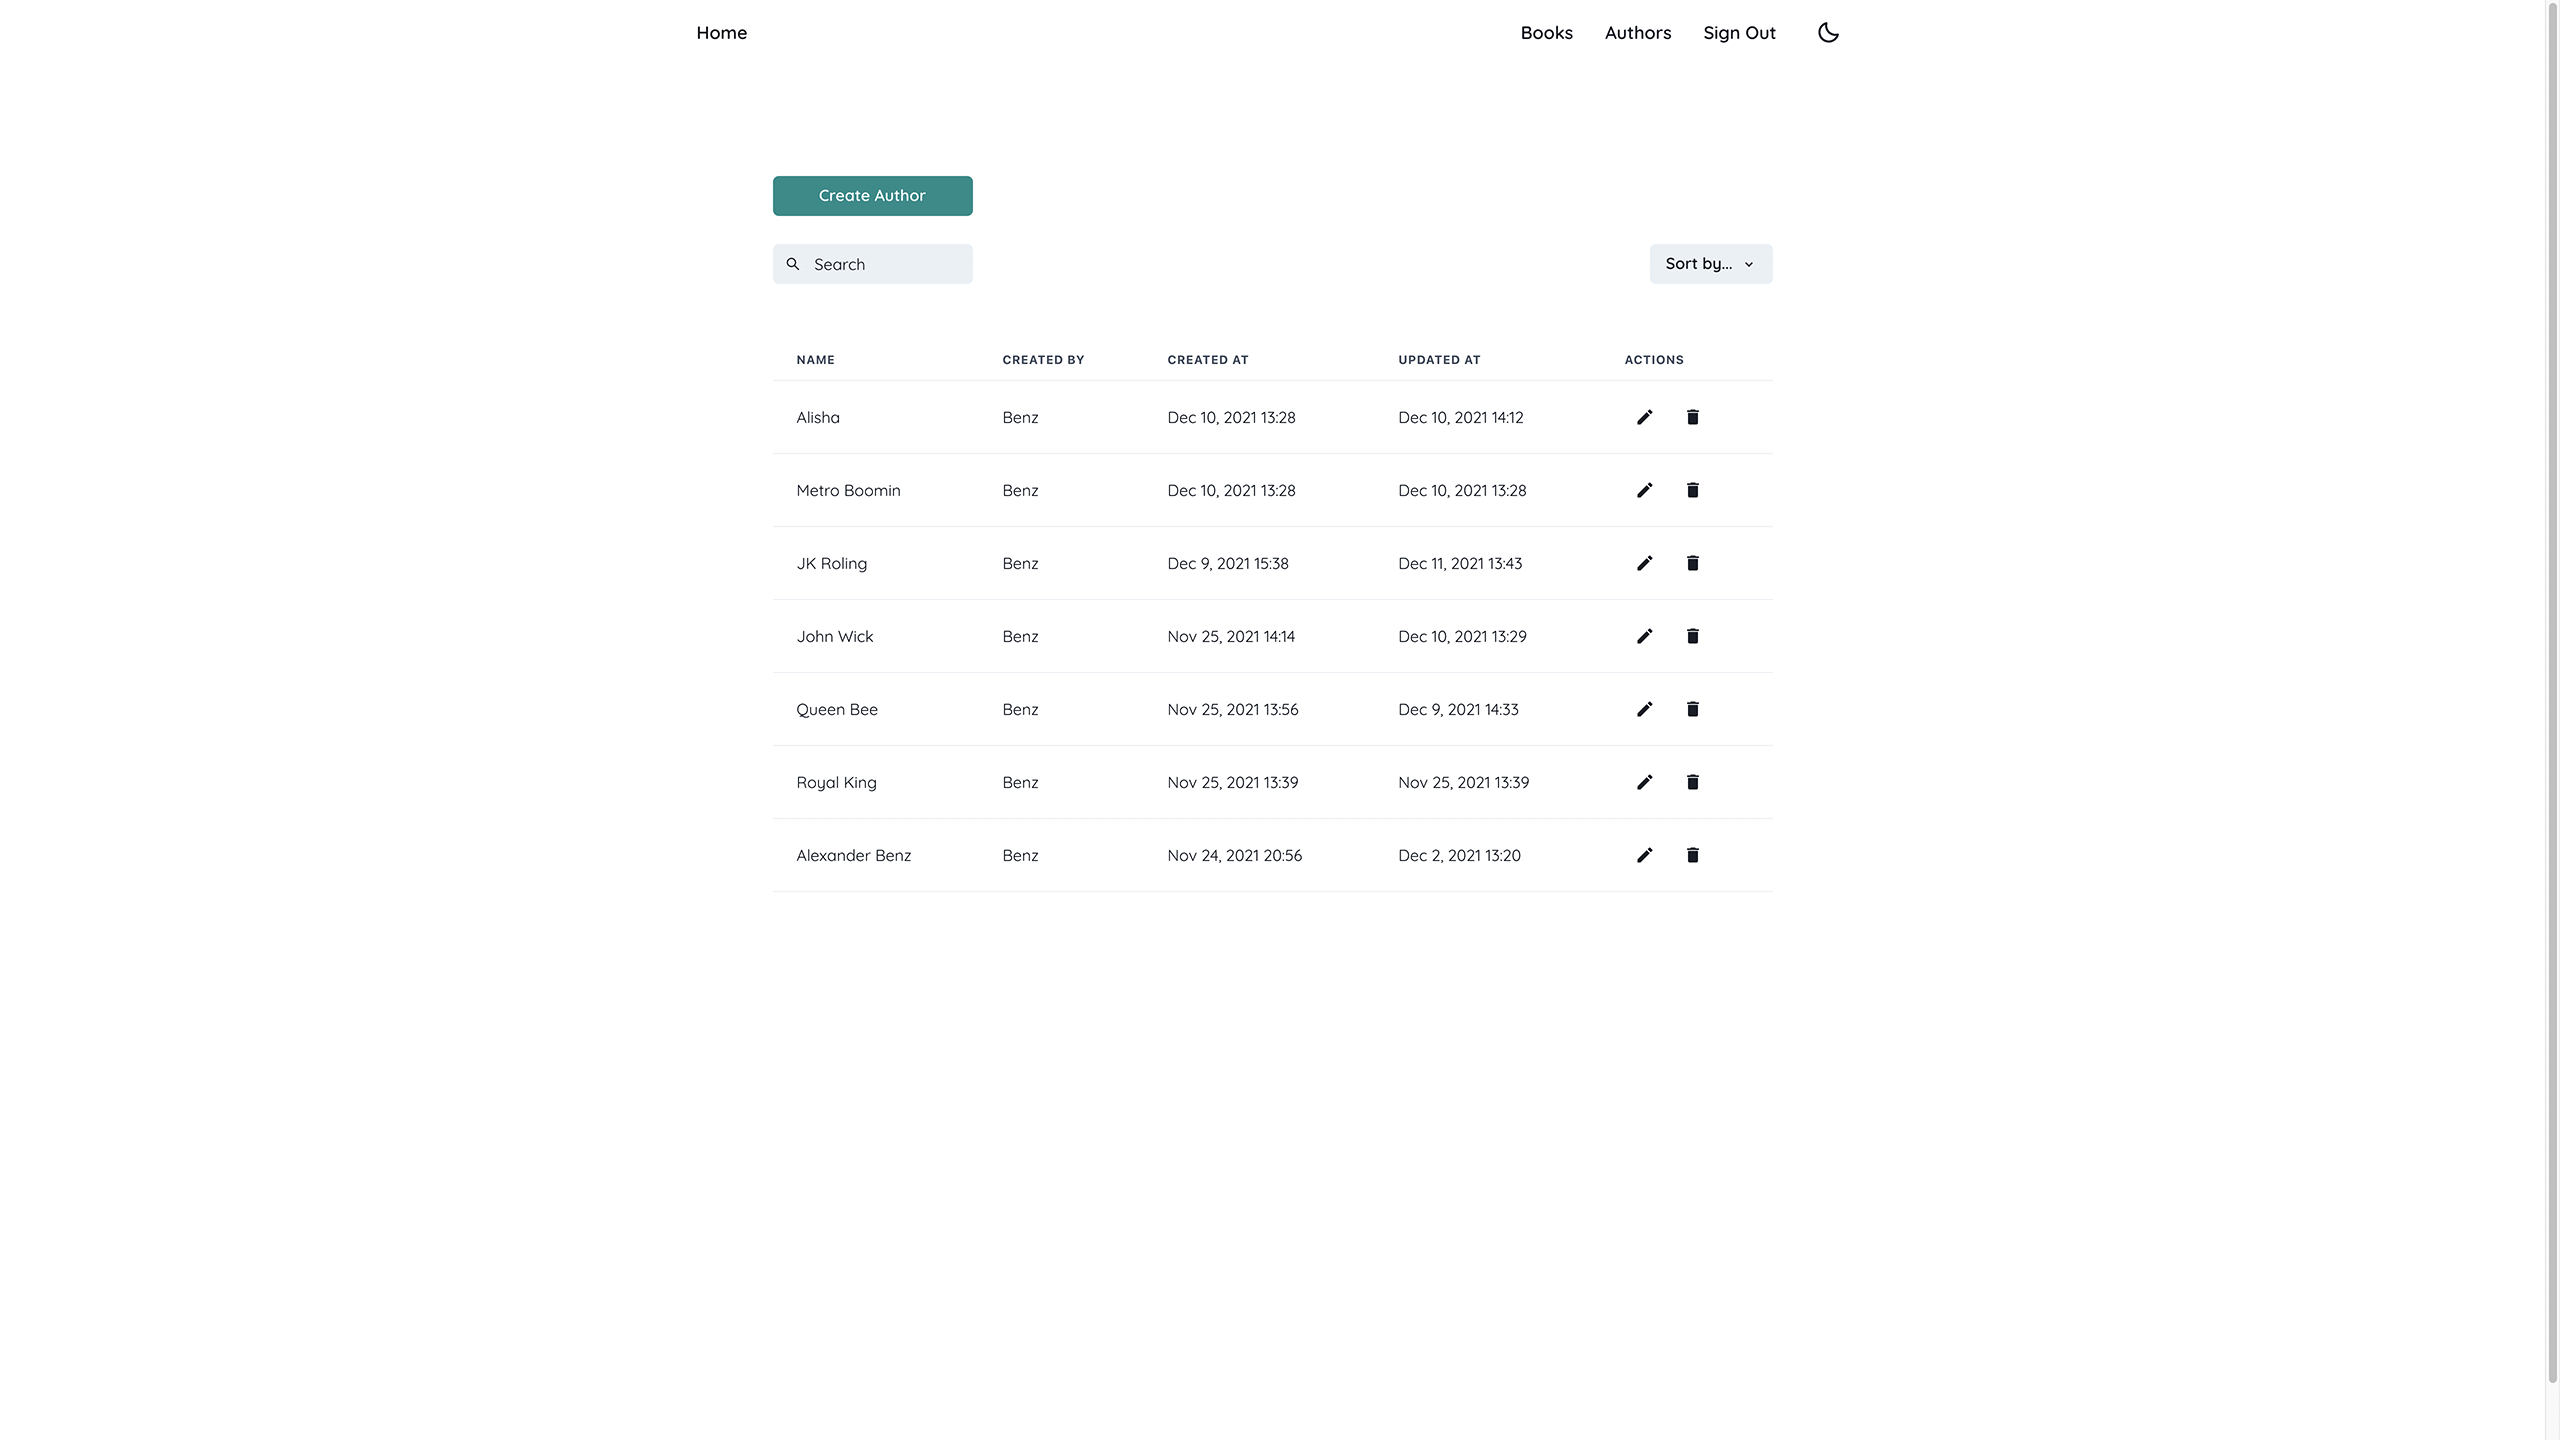 Home Books Authors Sign Out
Create Author
Search Sort by...
NAME CREATED BY CREATED AT UPDATED AT ACTIONS
Alisha Benz Dec 10, 2021 13:28 Dec 10, 2021 14:12
Metro Boomin Benz Dec 10, 2021 13:28 Dec 10, 2021 13:28
JK Roling Benz Dec 9, 2021 15:38 Dec 11, 2021 13:43
John Wick Benz Nov 25, 2021 14:14 Dec 10, 2021 13:29
Queen Bee Benz Nov 25, 2021 13:56 Dec 9, 2021 14:33
Royal King Benz Nov 25, 2021 13:39 Nov 25, 2021 13:39
Alexander Benz Benz Nov 24, 2021 20:56 Dec 2, 2021 13:20